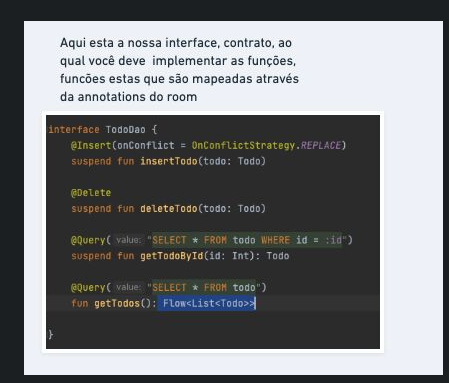 Aqui esta a nossa interface, contrato, ao
qual você deve implementar as funções,
funcões estas que são mapeadas através
da annotations do room
interface TodoDao {
@Insert(onConflict = OnConflictStrategy.REPLACE)
suspend fun insertTodo(todo: Todo)
@Delete
suspend fun deleteTodo(todo: Todo)
@Query( value: "SELECT * FROM todo WHERE id = :id")
suspend fun getTodoById(id: Int): Todo
@Query( value: "SELECT * FROM todo")
fun getTodos(): Flow<List<Todo>>
}